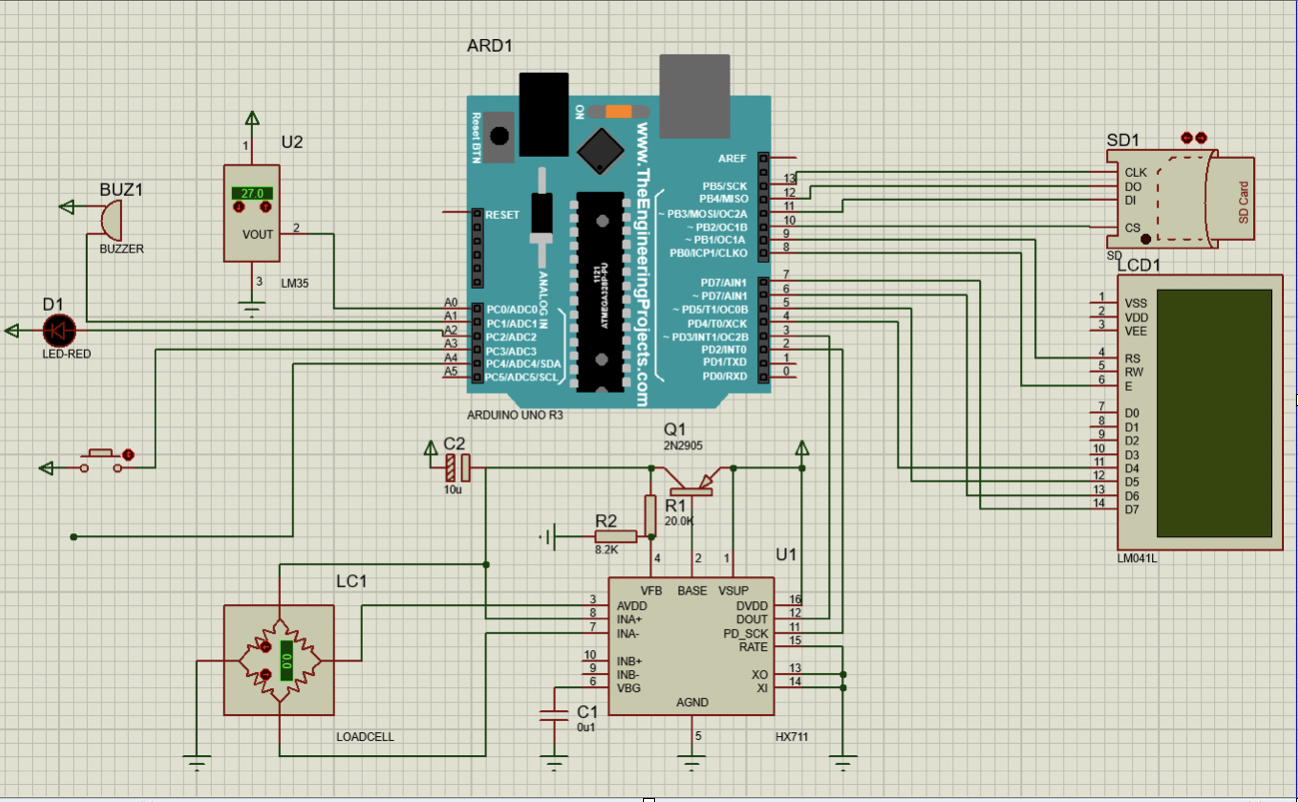 ARD1
Reset BTN
ON
www.TheEngineeringProjects.com
ANALOG IN
1121
ATMEGA328P-PU
RESET
A0 PC0/ADC0
A1 PC1/ADC1
A2 PC2/ADC2
A3 PC3/ADC3
A4 PC4/ADC4/SDA
A5 PC5/ADC5/SCL
AREF
PB5/SCK 13
PB4/MISO 12
~ PB3/MOSI/OC2A 11
~ PB2/OC1B 10
~ PB1/OC1A 9
PB0/ICP1/CLKO 8
PD7/AIN1 7
~ PD7/AIN1 6
~ PD5/T1/OC0B 5
PD4/T0/XCK 4
~ PD3/INT1/OC2B 3
PD2/INT0 2
PD1/TXD 1
PD0/RXD 0
ARDUINO UNO R3
U2
1
27.0
VOUT 2
3
LM35
BUZ1
BUZZER
D1
LED-RED
SD1
CLK
DO
DI
CS
SD Card
SD
LCD1
1 VSS
2 VDD
3 VEE
4 RS
5 RW
6 E
7 D0
8 D1
9 D2
10 D3
11 D4
12 D5
13 D6
14 D7
LM041L
C2
10u
Q1
2N2905
R1
20.0K
R2
8.2K
4 2 1
U1
VFB BASE VSUP
3 AVDD
8 INA+
7 INA-
10 INB+
9 INB-
6 VBG
DVDD 16
DOUT 12
PD_SCK 11
RATE 15
XO 13
XI 14
AGND
5
HX711
C1
0u1
LC1
0.0
LOADCELL